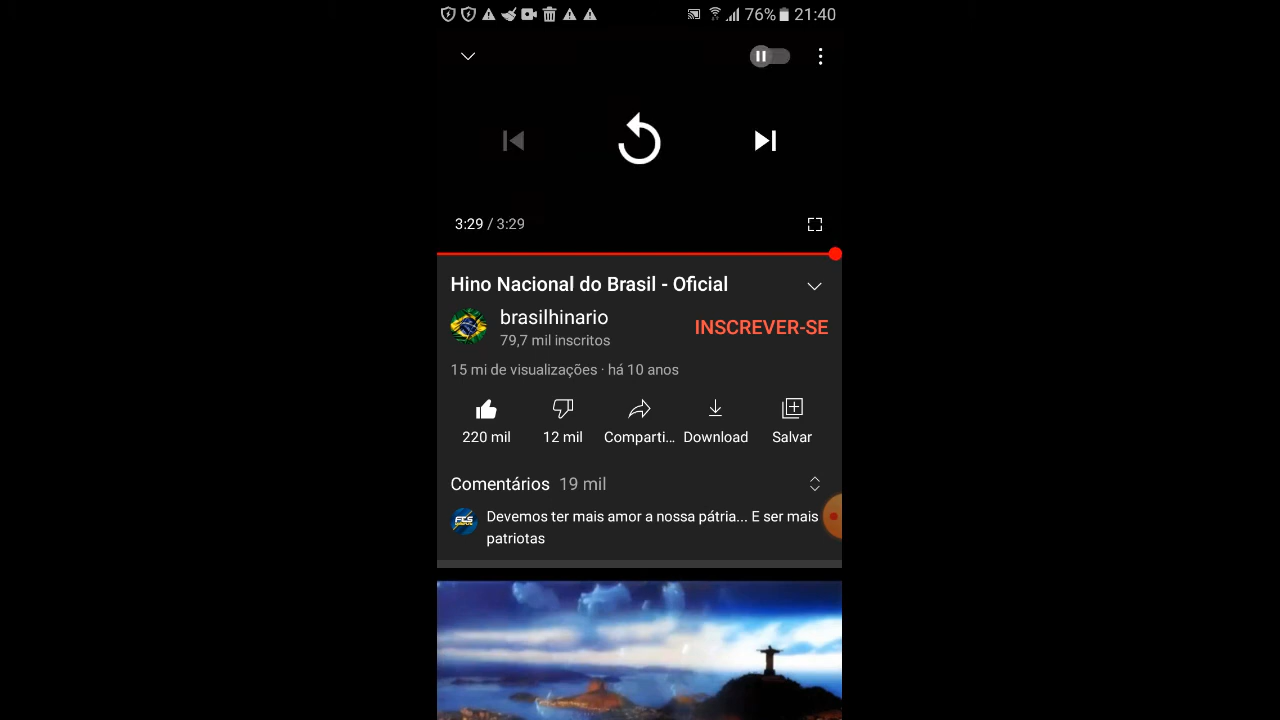 76% 21:40
3:29 / 3:29
Hino Nacional do Brasil - Oficial
brasilhinario
INSCREVER-SE
79,7 mil inscritos
15 mi de visualizações · há 10 anos
220 mil 12 mil Comparti... Download Salvar
Comentários 19 mil
Devemos ter mais amor a nossa pátria... E ser mais
patriotas